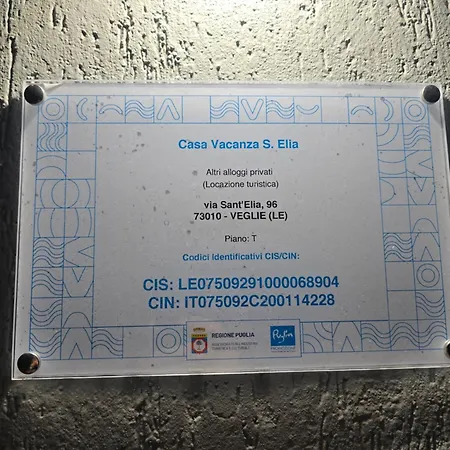 Casa Vacanza S. Elia
Altri alloggi privati
(Locazione turistica)
via Sant'Elia, 96
73010 - VEGLIE (LE)
Piano: T
Codici Identificativi CIS/CIN:
CIS: LE07509291000068904
CIN: IT075092C200114228
REGIONE PUGLIA
Puglia